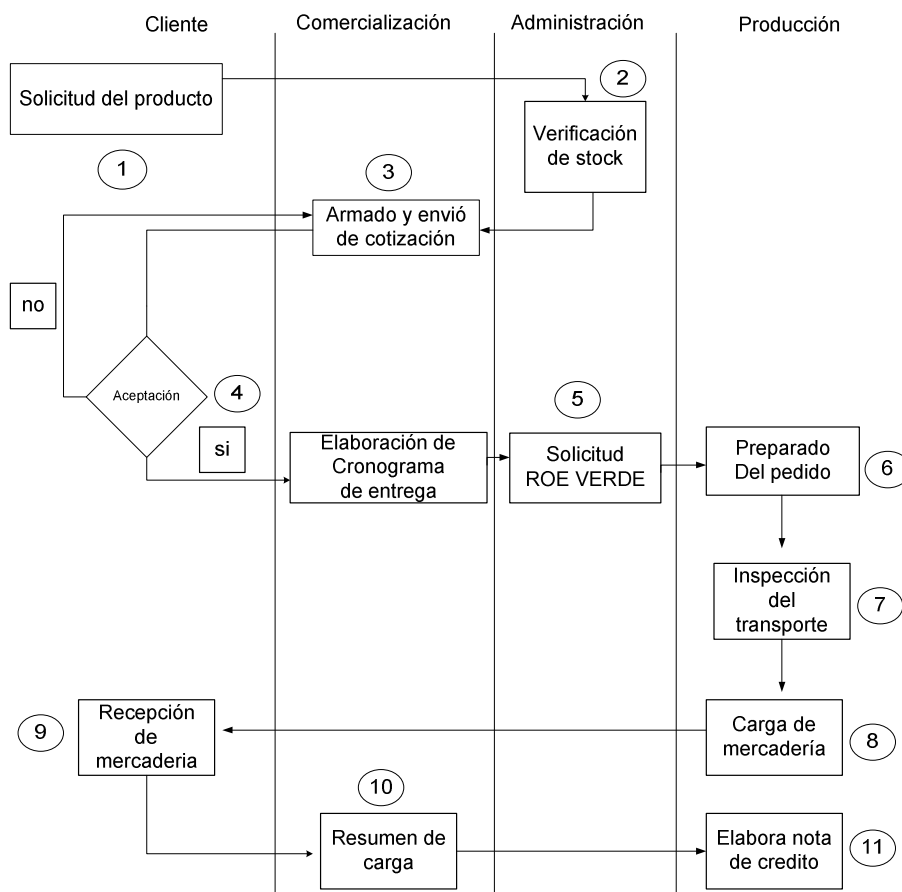 Cliente
Comercialización
Administración
Producción
Solicitud del producto
1
2
Verificación
de stock
3
Armado y envió
de cotización
no
Aceptación
4
si
Elaboración de
Cronograma
de entrega
5
Solicitud
ROE VERDE
Preparado
Del pedido
6
Inspección
del
transporte
7
Carga de
mercadería
8
Recepción
de
mercaderia
9
10
Resumen de
carga
Elabora nota
de credito
11